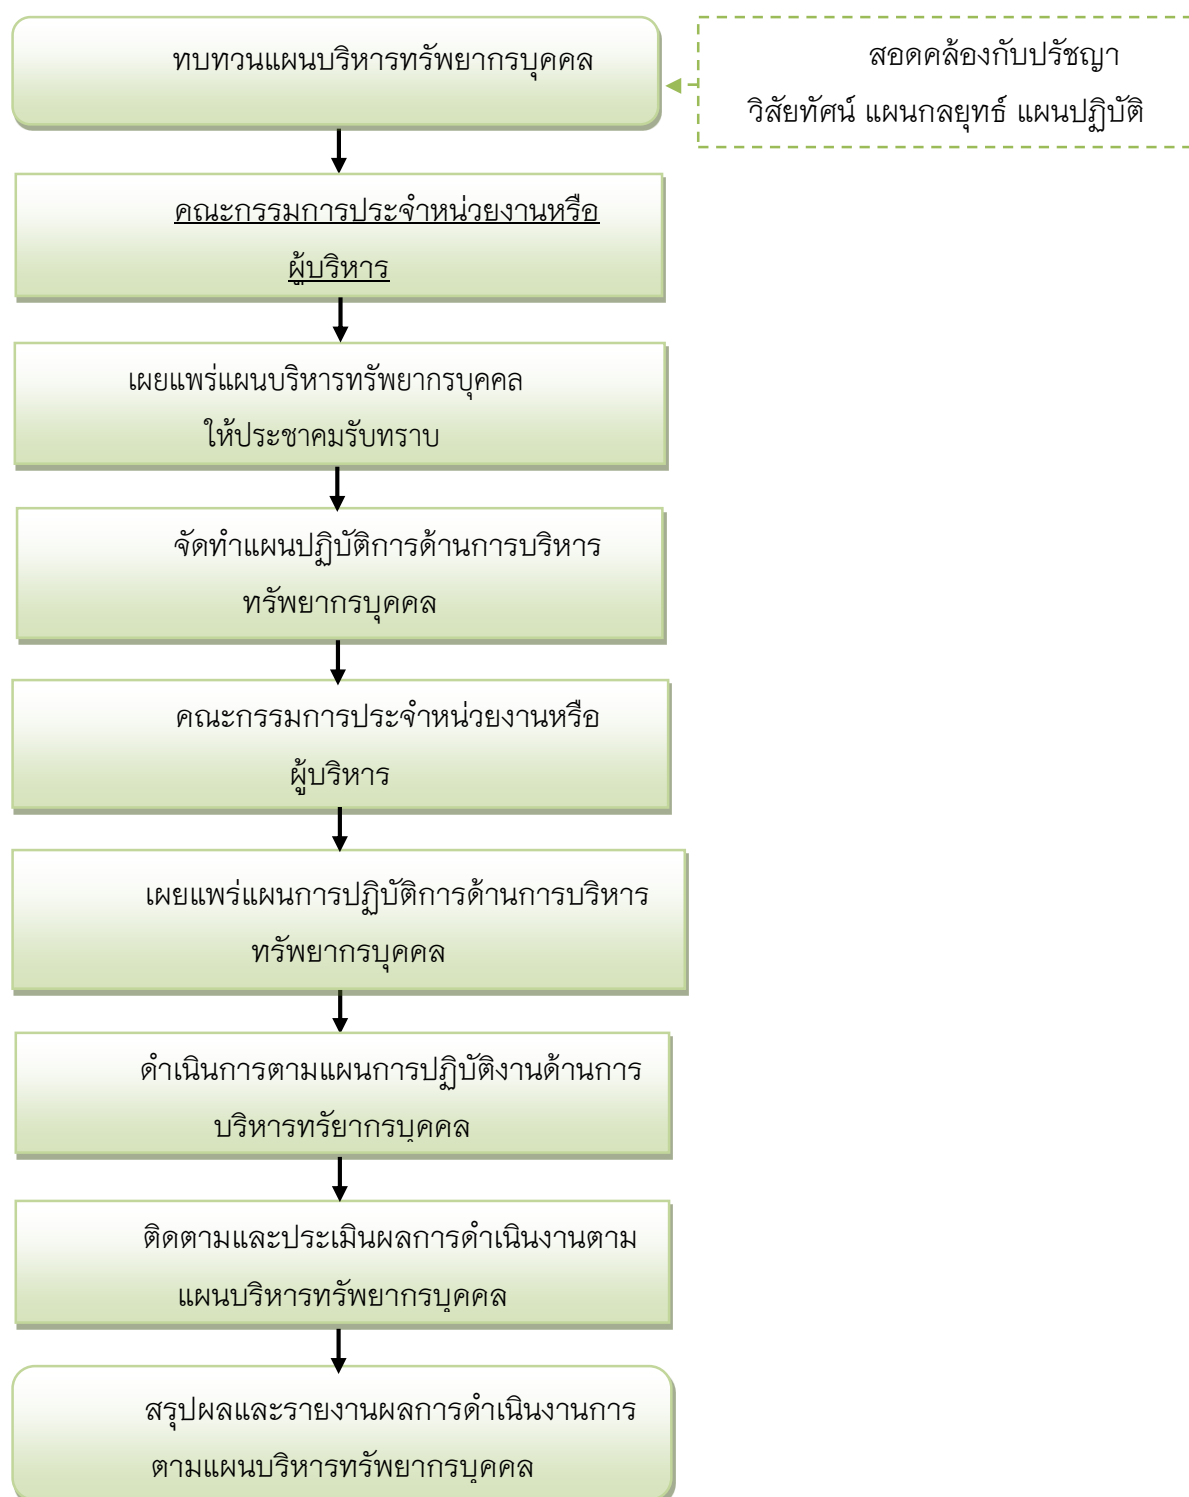 ทบทวนแผนบริหารทรัพยากรบุคคล
สอดคล้องกับปรัชญา
วิสัยทัศน์ แผนกลยุทธ์ แผนปฏิบัติ
คณะกรรมการประจำหน่วยงานหรือ
ผู้บริหาร
เผยแพร่แผนบริหารทรัพยากรบุคคล
ให้ประชาคมรับทราบ
จัดทำแผนปฏิบัติการด้านการบริหาร
ทรัพยากรบุคคล
คณะกรรมการประจำหน่วยงานหรือ
ผู้บริหาร
เผยแพร่แผนการปฏิบัติการด้านการบริหาร
ทรัพยากรบุคคล
ดำเนินการตามแผนการปฏิบัติงานด้านการ
บริหารทรัยากรบุคคล
ติดตามและประเมินผลการดำเนินงานตาม
แผนบริหารทรัพยากรบุคคล
สรุปผลและรายงานผลการดำเนินงานการ
ตามแผนบริหารทรัพยากรบุคคล